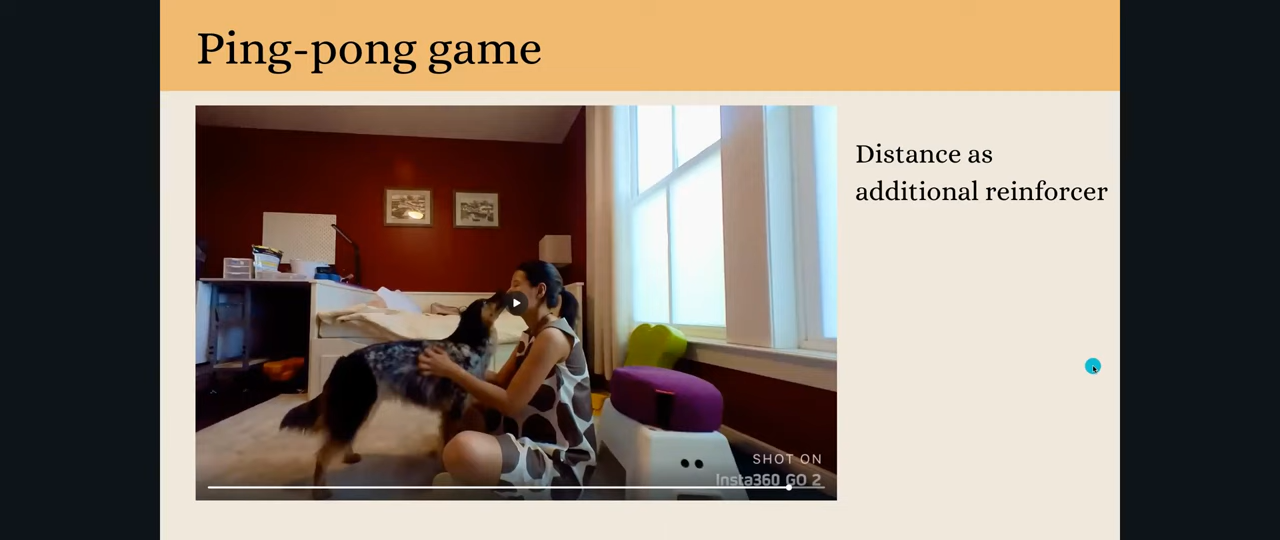 Ping-pong game
Distance as
additional reinforcer
SHOT ON
Insta360 GO 2